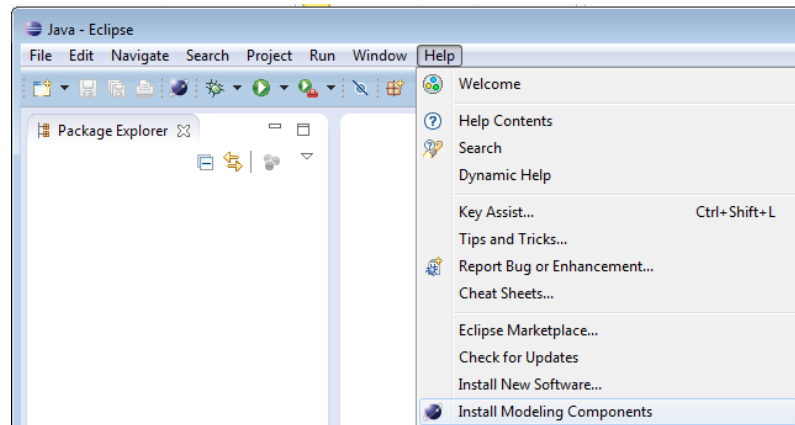 Java - Eclipse
File Edit Navigate Search Project Run Window Help
Package Explorer
Welcome
Help Contents
Search
Dynamic Help
Key Assist... Ctrl+Shift+L
Tips and Tricks...
Report Bug or Enhancement...
Cheat Sheets...
Eclipse Marketplace...
Check for Updates
Install New Software...
Install Modeling Components